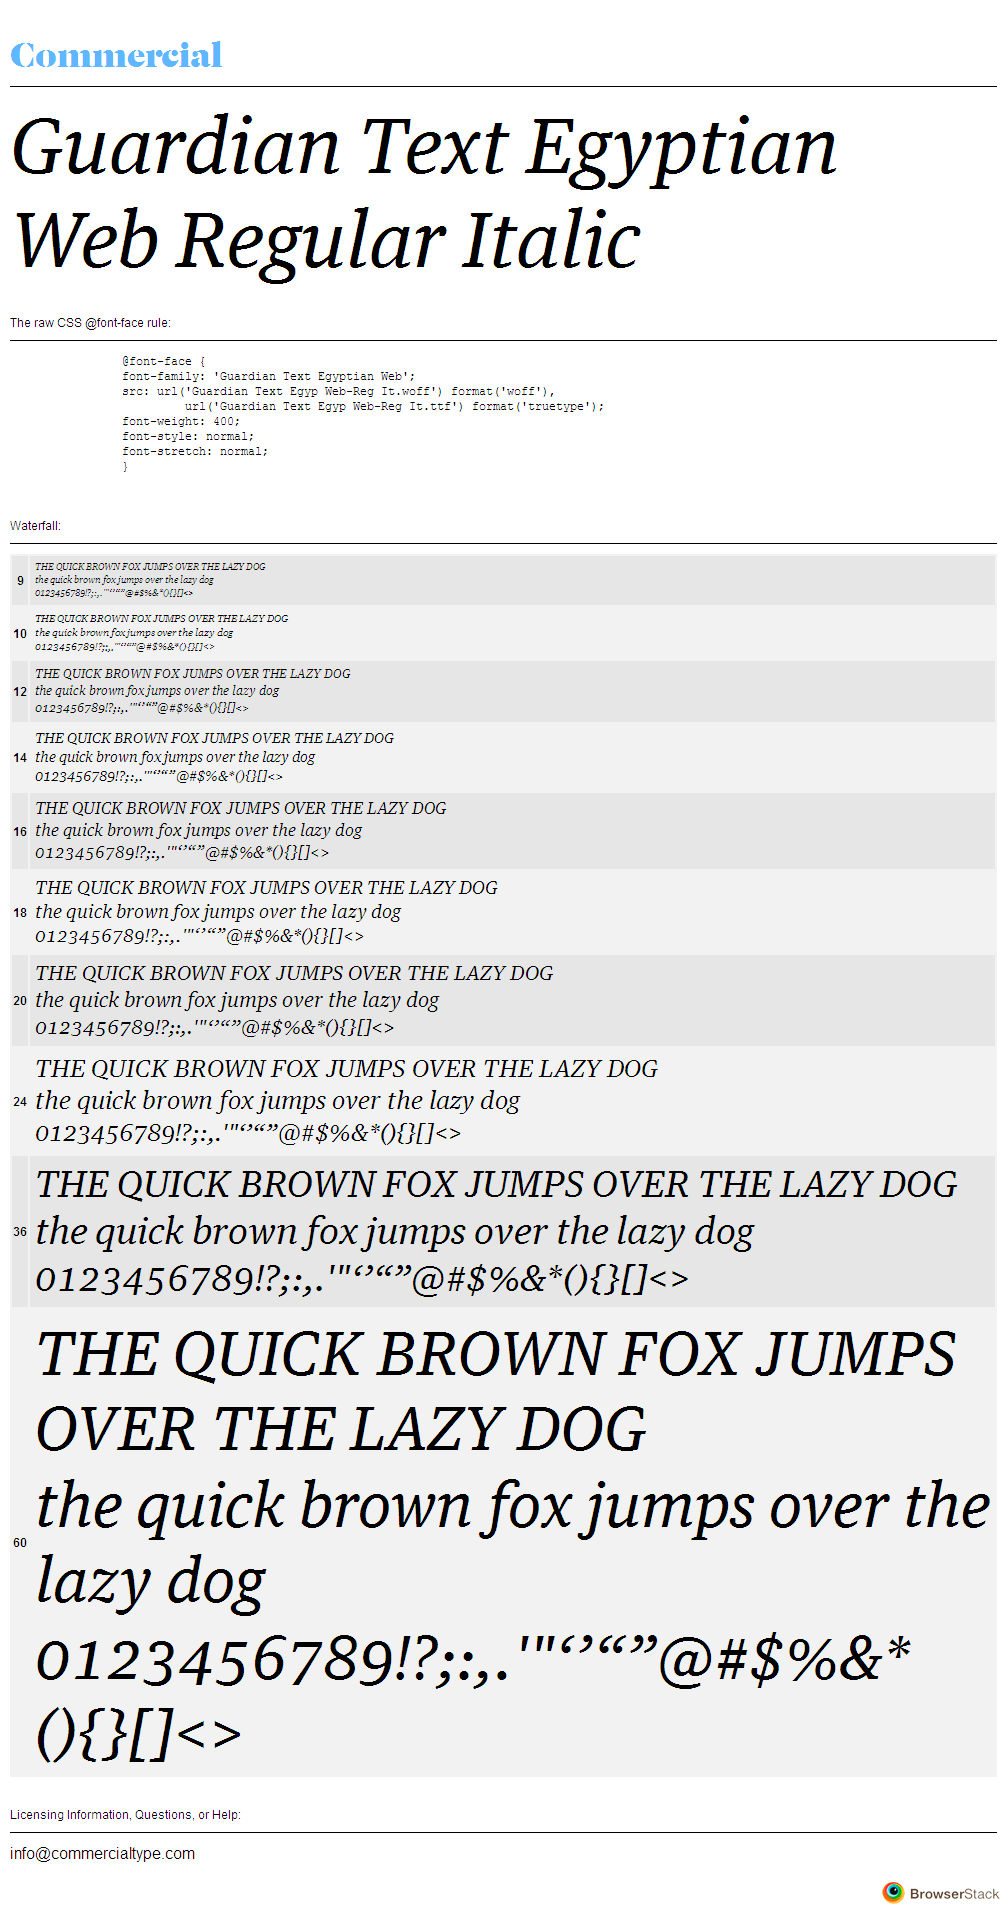 Commercial
Guardian Text Egyptian
Web Regular Italic
The raw CSS @font-face rule:
@font-face {
font-family: 'Guardian Text Egyptian Web';
src: url('Guardian Text Egyp Web-Reg It.woff') format('woff'),
url('Guardian Text Egyp Web-Reg It.ttf') format('truetype');
font-weight: 400;
font-style: normal;
font-stretch: normal;
}
Waterfall:
9
THE QUICK BROWN FOX JUMPS OVER THE LAZY DOG
the quick brown fox jumps over the lazy dog
0123456789!?;:,.'"‘’“”@#$%&*(){}[]<>
10
THE QUICK BROWN FOX JUMPS OVER THE LAZY DOG
the quick brown fox jumps over the lazy dog
0123456789!?;:,.'"‘’“”@#$%&*(){}[]<>
12
THE QUICK BROWN FOX JUMPS OVER THE LAZY DOG
the quick brown fox jumps over the lazy dog
0123456789!?;:,.'"‘’“”@#$%&*(){}[]<>
14
THE QUICK BROWN FOX JUMPS OVER THE LAZY DOG
the quick brown fox jumps over the lazy dog
0123456789!?;:,.'"‘’“”@#$%&*(){}[]<>
16
THE QUICK BROWN FOX JUMPS OVER THE LAZY DOG
the quick brown fox jumps over the lazy dog
0123456789!?;:,.'"‘’“”@#$%&*(){}[]<>
18
THE QUICK BROWN FOX JUMPS OVER THE LAZY DOG
the quick brown fox jumps over the lazy dog
0123456789!?;:,.'"‘’“”@#$%&*(){}[]<>
20
THE QUICK BROWN FOX JUMPS OVER THE LAZY DOG
the quick brown fox jumps over the lazy dog
0123456789!?;:,.'"‘’“”@#$%&*(){}[]<>
24
THE QUICK BROWN FOX JUMPS OVER THE LAZY DOG
the quick brown fox jumps over the lazy dog
0123456789!?;:,.'"‘’“”@#$%&*(){}[]<>
36
THE QUICK BROWN FOX JUMPS OVER THE LAZY DOG
the quick brown fox jumps over the lazy dog
0123456789!?;:,.'"‘’“”@#$%&*(){}[]<>
60
THE QUICK BROWN FOX JUMPS
OVER THE LAZY DOG
the quick brown fox jumps over the
lazy dog
0123456789!?;:,.'"‘’“”@#$%&*
(){}[]<>
Licensing Information, Questions, or Help:
info@commercialtype.com
BrowserStack